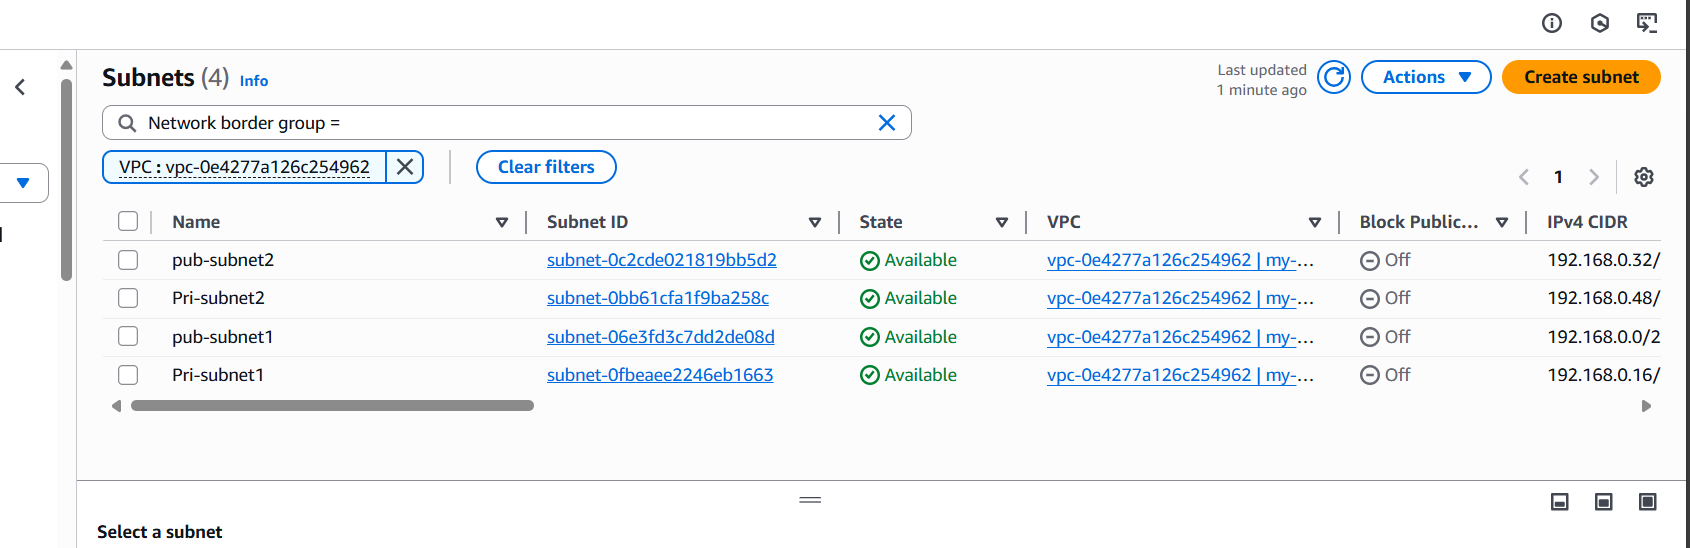 Subnets (4) Info
Last updated
1 minute ago
Actions
Create subnet
Network border group =
VPC : vpc-0e4277a126c254962
Clear filters
1
Name Subnet ID State VPC Block Public... IPv4 CIDR
pub-subnet2 subnet-0c2cde021819bb5d2 Available vpc-0e4277a126c254962 | my-... Off 192.168.0.32/
Pri-subnet2 subnet-0bb61cfa1f9ba258c Available vpc-0e4277a126c254962 | my-... Off 192.168.0.48/
pub-subnet1 subnet-06e3fd3c7dd2de08d Available vpc-0e4277a126c254962 | my-... Off 192.168.0.0/2
Pri-subnet1 subnet-0fbeaee2246eb1663 Available vpc-0e4277a126c254962 | my-... Off 192.168.0.16/
Select a subnet